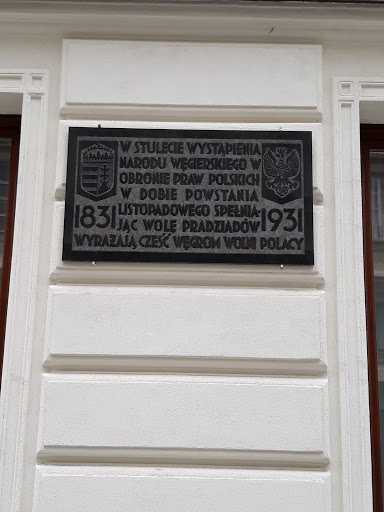 W STULECIE WYSTĄPIENIA
NARODU WĘGIERSKIEGO W
OBRONIE PRAW POLSKICH
W DOBIE POWSTANIA
1831 LISTOPADOWEGO SPEŁNIA- 1931
JĄC WOLĘ PRADZIADÓW
WYRAŻAJĄ CZEŚĆ WĘGROM WOLNI POLACY